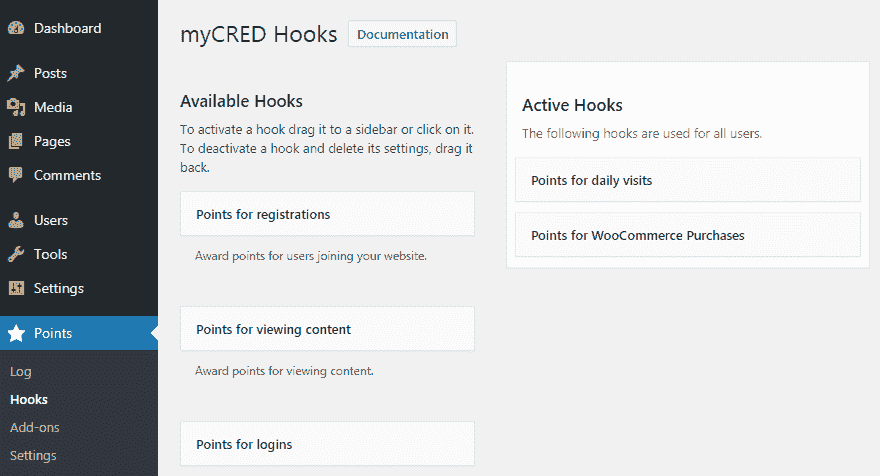 Dashboard
Posts
Media
Pages
Comments
Users
Tools
Settings
Points
Log
Hooks
Add-ons
Settings
myCRED Hooks
Documentation
Available Hooks
To activate a hook drag it to a sidebar or click on it.
To deactivate a hook and delete its settings, drag it
back.
Points for registrations
Award points for users joining your website.
Points for viewing content
Award points for viewing content.
Points for logins
Active Hooks
The following hooks are used for all users.
Points for daily visits
Points for WooCommerce Purchases